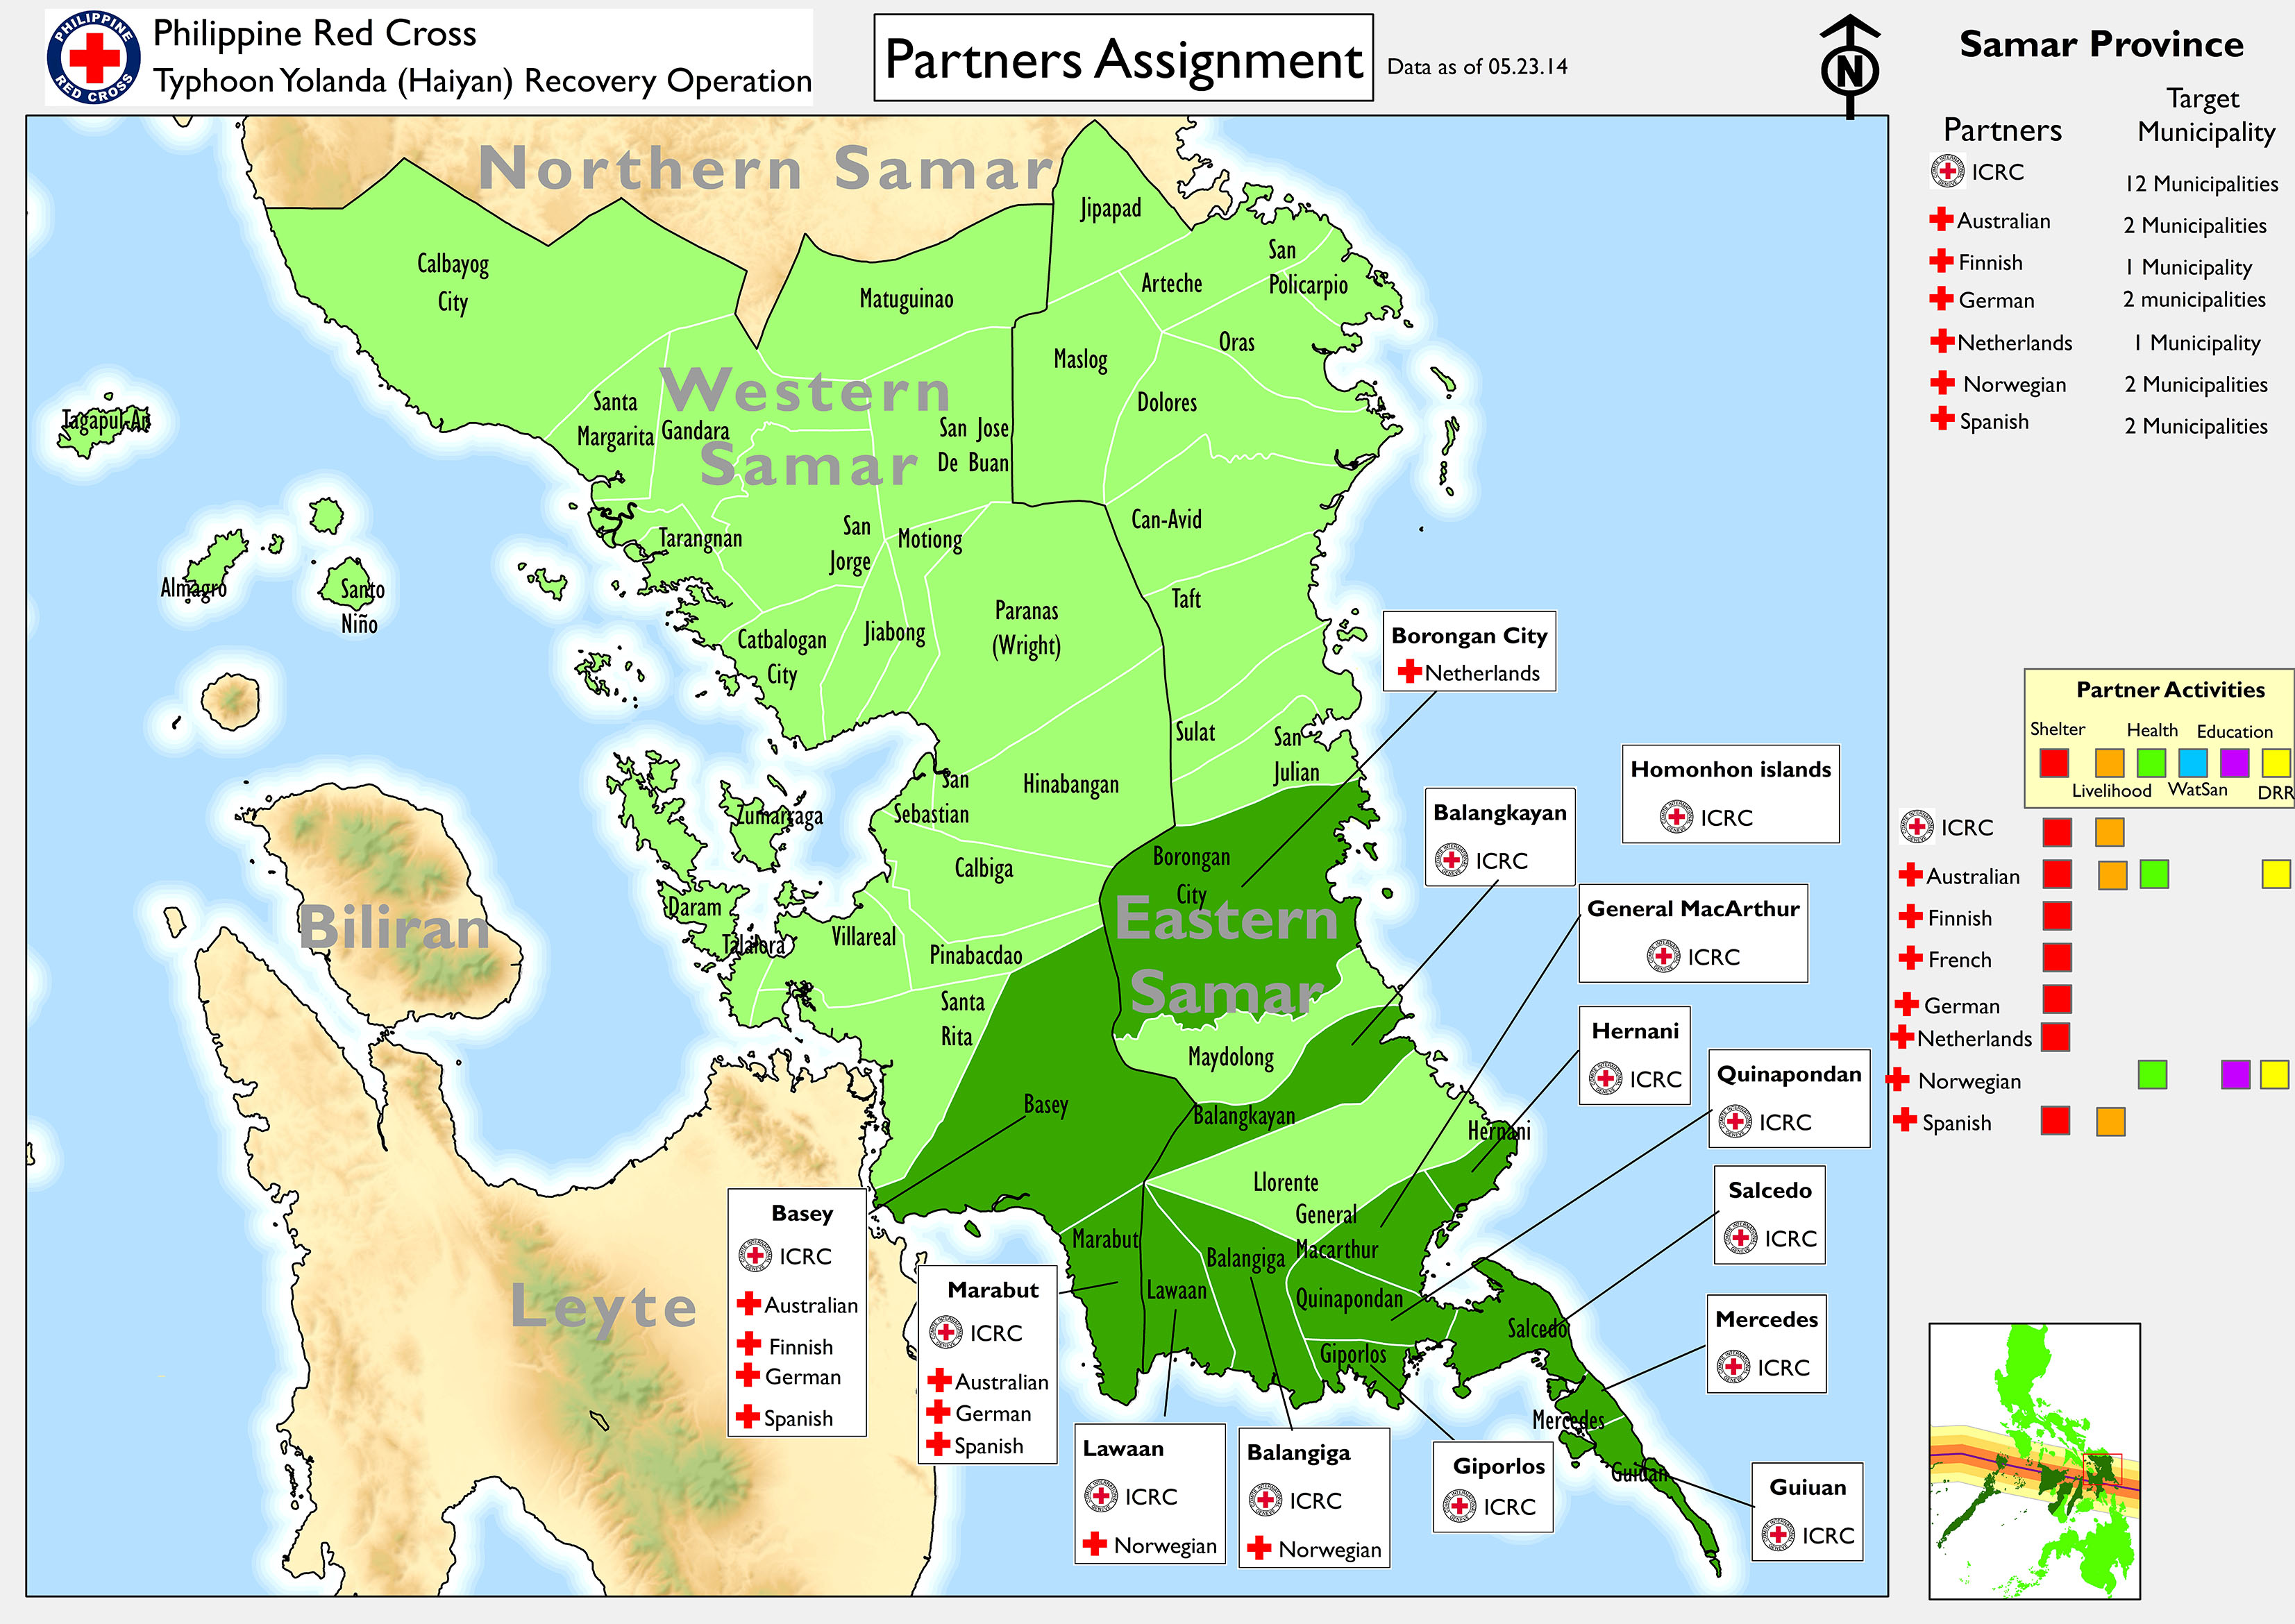 PHILIPPINE
RED CROSS
Philippine Red Cross
Typhoon Yolanda (Haiyan) Recovery Operation
Partners Assignment
Data as of 05.23.14
N
Samar Province
Partners
Target
Municipality
ICRC
12 Municipalities
Australian
2 Municipalities
Finnish
1 Municipality
German
2 municipalities
Netherlands
1 Municipality
Norwegian
2 Municipalities
Spanish
2 Municipalities
Northern Samar
Jipapad
Calbayog
City
Matuguinao
Arteche
San
Policarpio
Oras
Maslog
Dolores
Western
Samar
Santa
Margarita
Gandara
San Jose
De Buan
Tagapul-An
Almagro
Santo
Niño
Tarangnan
San
Jorge
Motiong
Can-Avid
Taft
Paranas
(Wright)
Jiabong
Catbalogan
City
Sulat
San
Julian
San
Sebastian
Hinabangan
Zumarraga
Calbiga
Daram
Talalora
Villareal
Pinabacdao
Santa
Rita
Biliran
Leyte
Borongan
City
Eastern
Samar
Maydolong
Basey
Balangkayan
Hernani
Llorente
General
Macarthur
Marabut
Lawaan
Balangiga
Quinapondan
Giporlos
Salcedo
Mercedes
Guiuan
Borongan City
Netherlands
Homonhon islands
ICRC
Balangkayan
ICRC
General MacArthur
ICRC
Hernani
ICRC
Quinapondan
ICRC
Salcedo
ICRC
Mercedes
ICRC
Guiuan
ICRC
Basey
ICRC
Australian
Finnish
German
Spanish
Marabut
ICRC
Australian
German
Spanish
Lawaan
ICRC
Norwegian
Balangiga
ICRC
Norwegian
Giporlos
ICRC
Partner Activities
Shelter
Health
Education
Livelihood
WatSan
DRR
ICRC
Australian
Finnish
French
German
Netherlands
Norwegian
Spanish